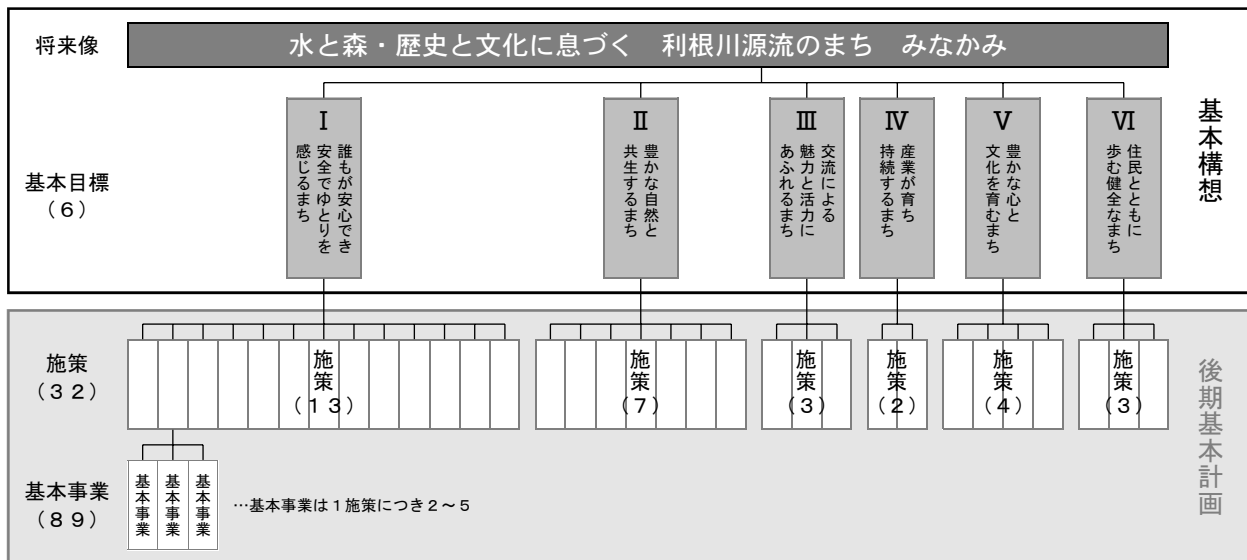 将来像
水と森・歴史と文化に息づく　利根川源流のまち　みなかみ
基本構想
基本目標
（６）
Ⅰ
誰もが安心でき
安全でゆとりを
感じるまち
Ⅱ
豊かな自然と
共生するまち
Ⅲ
交流による
魅力と活力に
あふれるまち
Ⅳ
産業が育ち
持続するまち
Ⅴ
豊かな心と
文化を育むまち
Ⅵ
住民とともに
歩む健全なまち
後期基本計画
施策
（３２）
施策
（１３）
施策
（７）
施策
（３）
施策
（２）
施策
（４）
施策
（３）
基本事業
（８９）
基本事業
基本事業
基本事業
…基本事業は１施策につき２～５